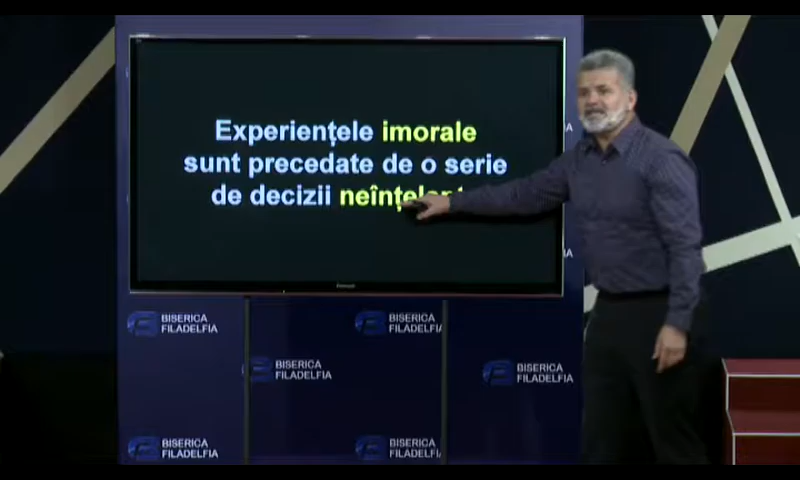 Experiențele imorale
sunt precedate de o serie
de decizii
BISERICA
FILADELFIA
BISERICA
FILADELFIA
BISERICA
FILADELFIA
BISERICA
FILADELFIA
BISERICA
FILADELFIA
BISERICA
FILADELFIA